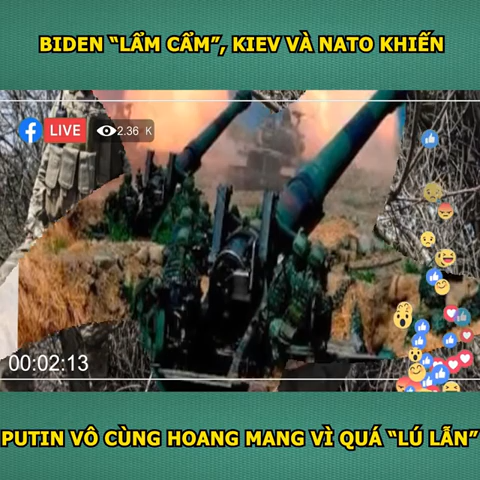 BIDEN “LẨM CẨM”, KIEV VÀ NATO KHIẾN
LIVE 2.36 K
00:02:13
PUTIN VÔ CÙNG HOANG MANG VÌ QUÁ “LÚ LẪN”